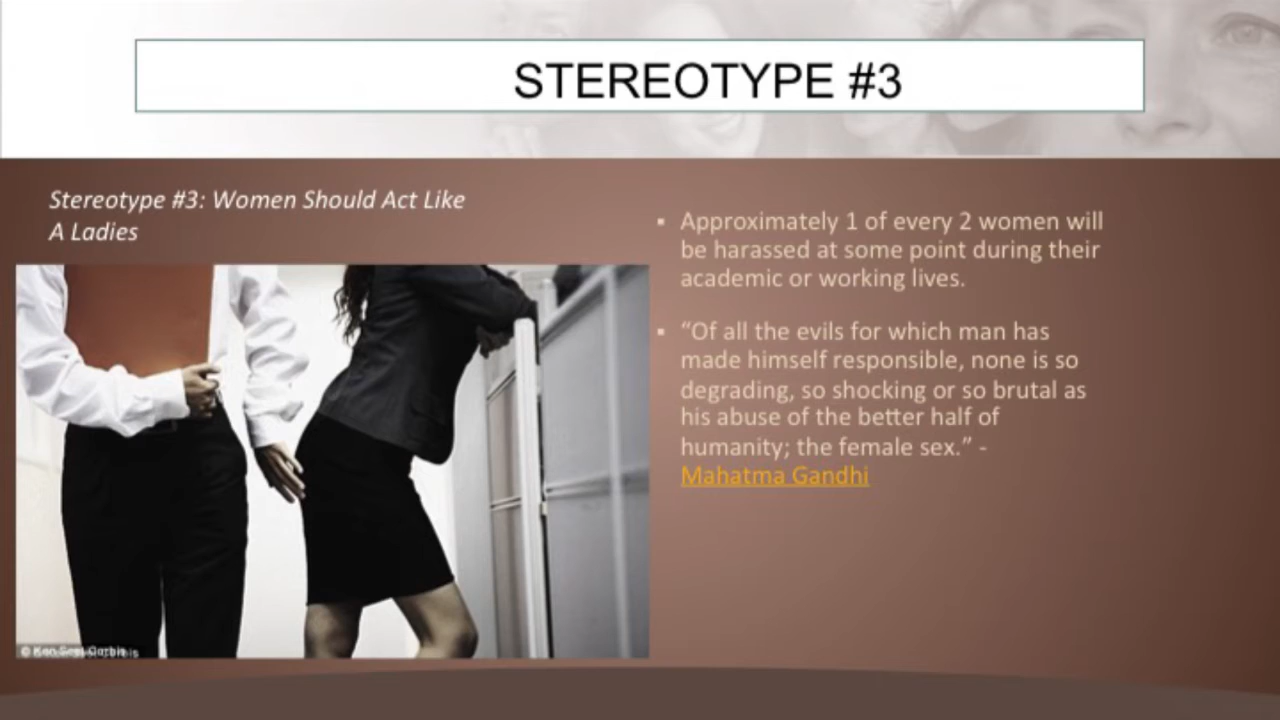 STEREOTYPE #3
Stereotype #3: Women Should Act Like
A Ladies
▪ Approximately 1 of every 2 women will
be harassed at some point during their
academic or working lives.
▪ “Of all the evils for which man has
made himself responsible, none is so
degrading, so shocking or so brutal as
his abuse of the better half of
humanity; the female sex.” -
Mahatma Gandhi